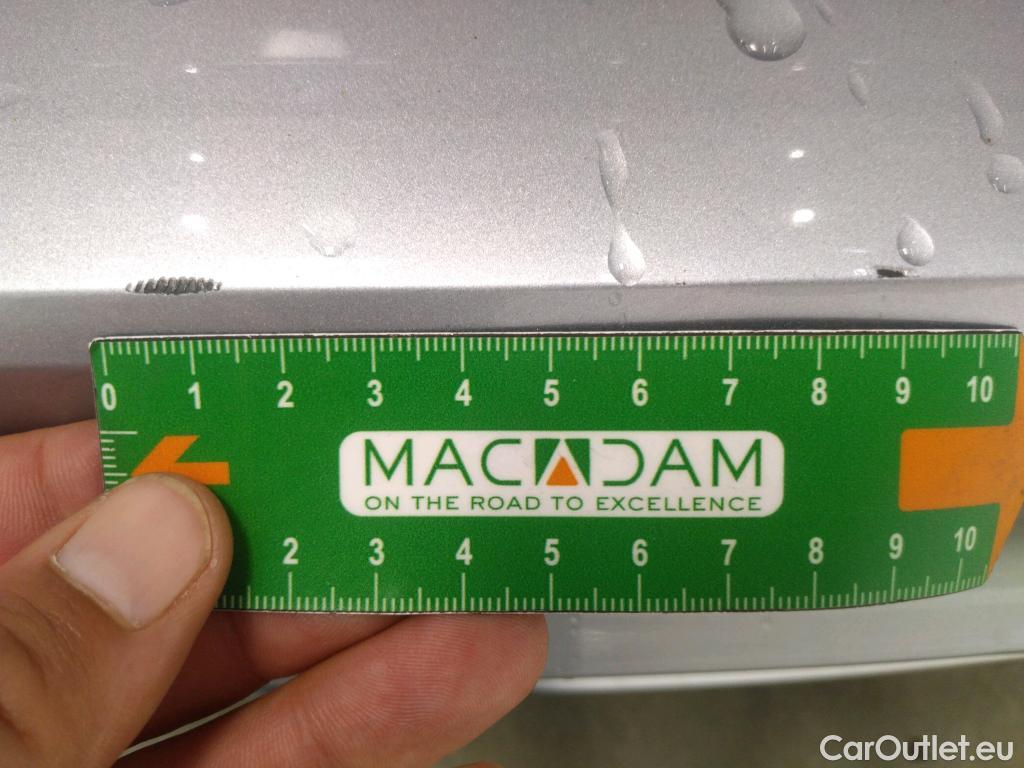 0 1 2 3 4 5 6 7 8 9 10
MACADAM
ON THE ROAD TO EXCELLENCE
2 3 4 5 6 7 8 9 10
CarOutlet.eu